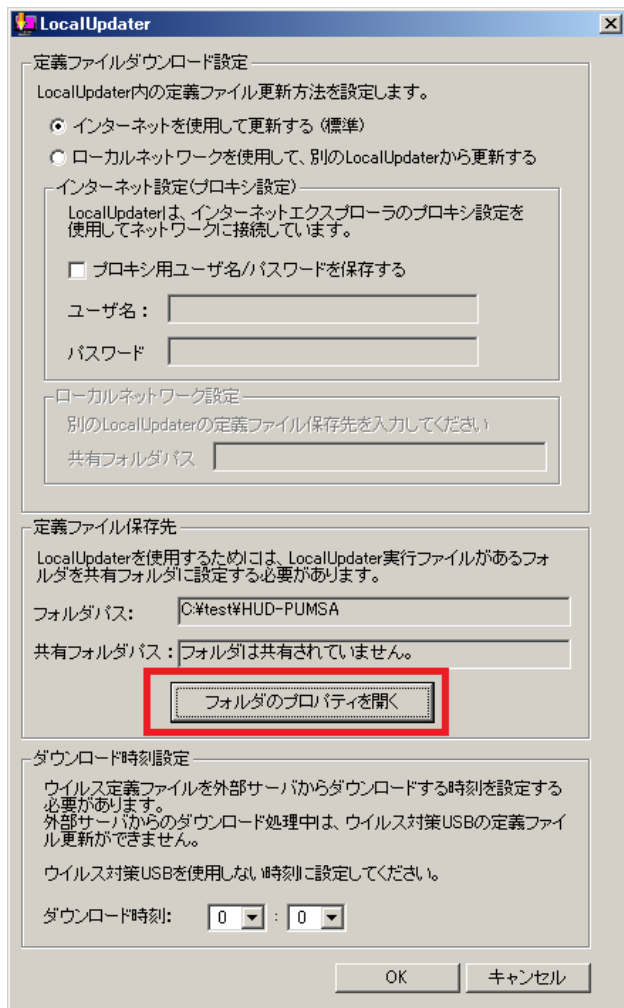 LocalUpdater
定義ファイルダウンロード設定
LocalUpdater内の定義ファイル更新方法を設定します。
インターネットを使用して更新する (標準)
ローカルネットワークを使用して、別のLocalUpdaterから更新する
インターネット設定(プロキシ設定)
LocalUpdaterは、インターネットエクスプローラのプロキシ設定を
使用してネットワークに接続しています。
プロキシ用ユーザ名/パスワードを保存する
ユーザ名：
パスワード
ローカルネットワーク設定
別のLocalUpdaterの定義ファイル保存先を入力してください
共有フォルダパス
定義ファイル保存先
LocalUpdaterを使用するためには、LocalUpdater実行ファイルがあるフォ
ルダを共有フォルダに設定する必要があります。
フォルダパス: C:¥test¥HUD-PUMSA
共有フォルダパス：フォルダは共有されていません。
フォルダのプロパティを開く
ダウンロード時刻設定
ウイルス定義ファイルを外部サーバからダウンロードする時刻を設定する
必要があります。
外部サーバからのダウンロード処理中は、ウイルス対策USBの定義ファイ
ル更新ができません。
ウイルス対策USBを使用しない時刻に設定してください。
ダウンロード時刻: 0 : 0
OK キャンセル